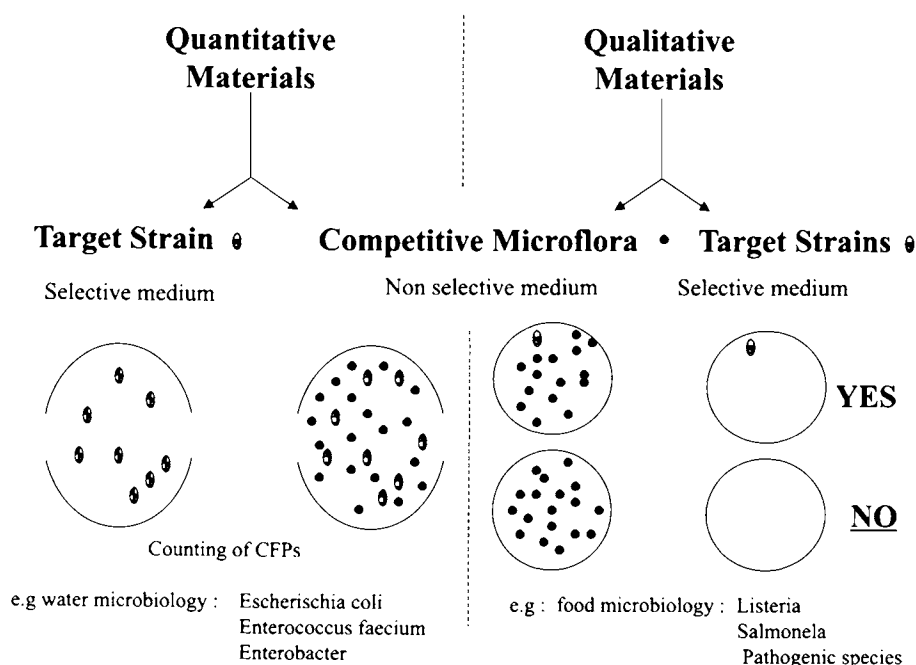 Quantitative
Materials
Qualitative
Materials
Target Strain
Competitive Microflora
Target Strains
Selective medium
Non selective medium
Selective medium
YES
NO
Counting of CFPs
e.g water microbiology : Escherischia coli
Enterococcus faecium
Enterobacter
e.g : food microbiology : Listeria
Salmonela
Pathogenic species